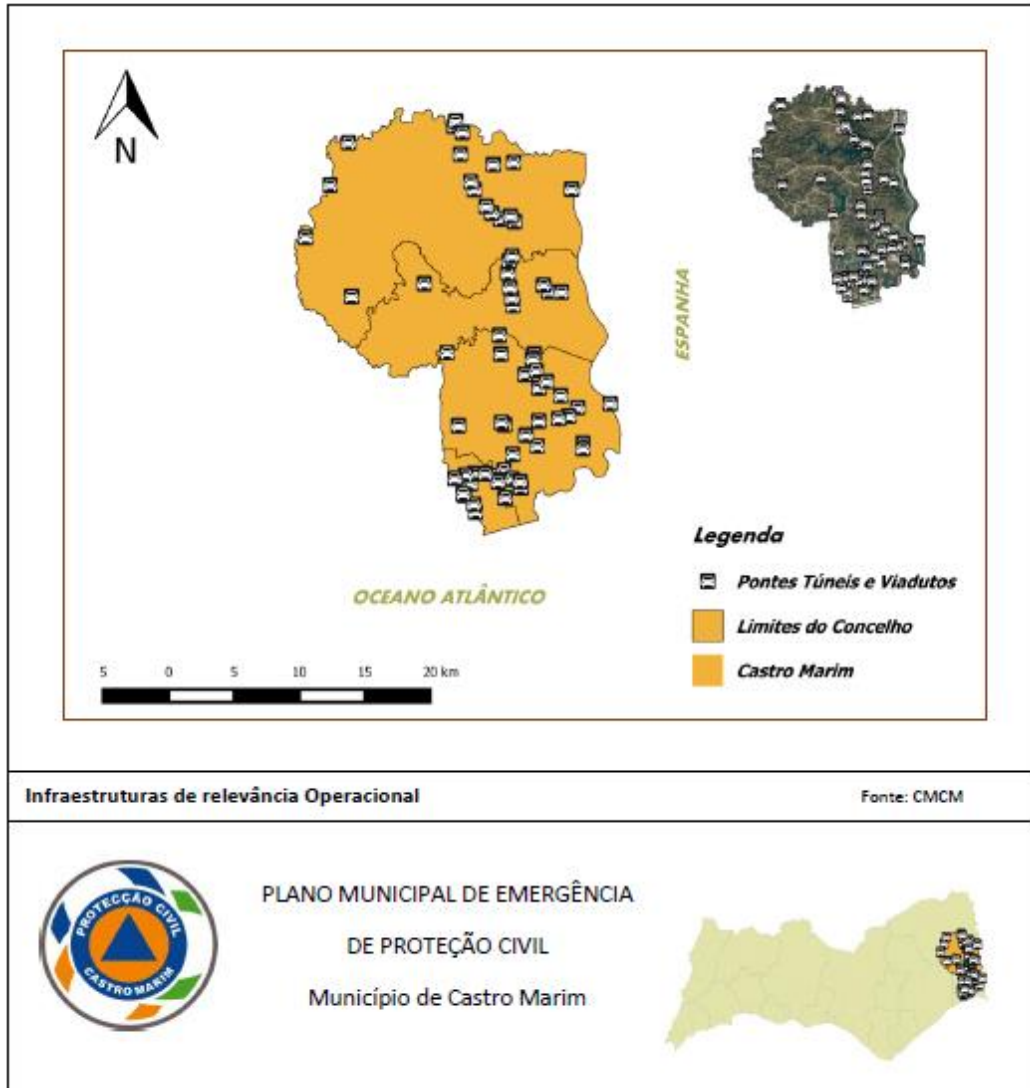 N
ESPANHA
OCEANO ATLÂNTICO
Legenda
Pontes Túneis e Viadutos
Limites do Concelho
Castro Marim
5 0 5 10 15 20 km
Infraestruturas de relevância Operacional
Fonte: CMCM
PROTECÇÃO CIVIL
CASTRO MARIM
PLANO MUNICIPAL DE EMERGÊNCIA
DE PROTEÇÃO CIVIL
Município de Castro Marim